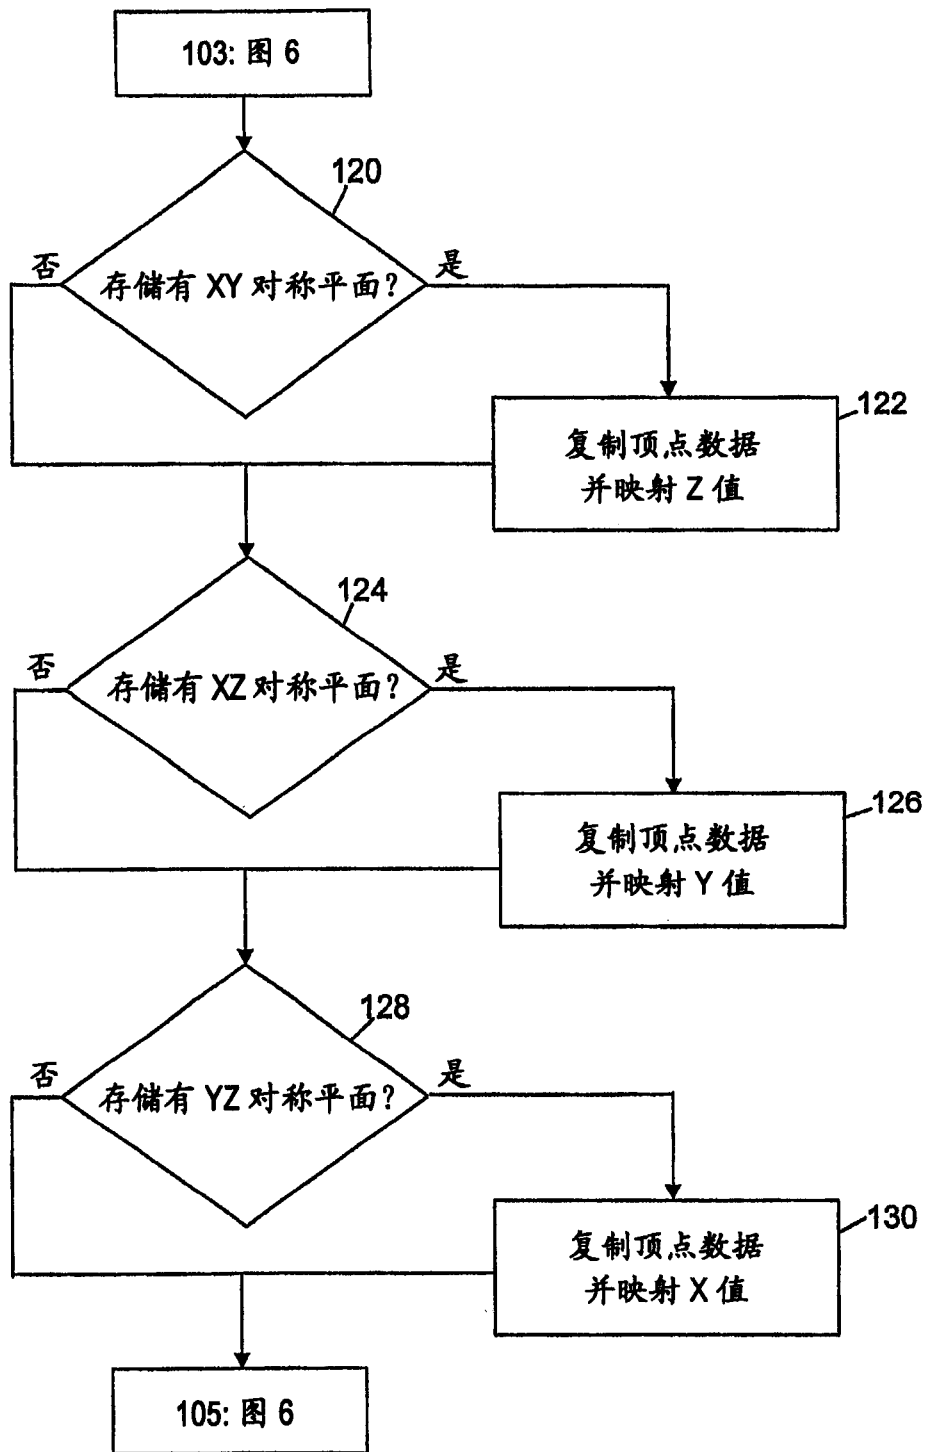 103: 图 6
120
否
存储有 XY 对称平面?
是
122
复制顶点数据
并映射 Z 值
124
否
存储有 XZ 对称平面?
是
126
复制顶点数据
并映射 Y 值
128
否
存储有 YZ 对称平面?
是
130
复制顶点数据
并映射 X 值
105: 图 6